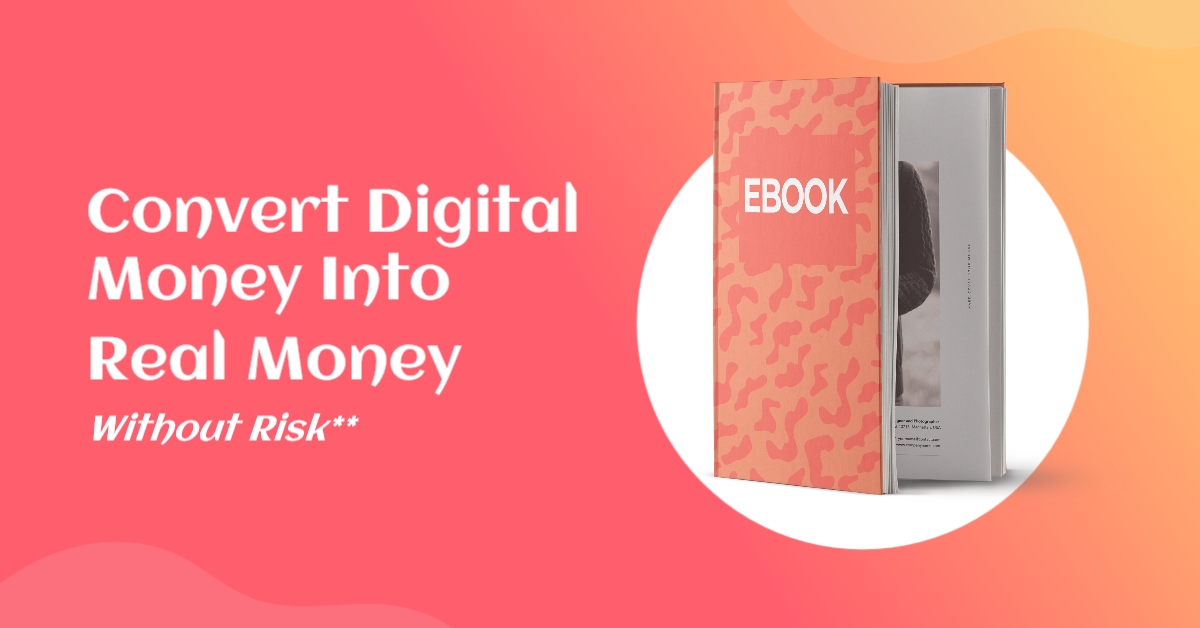 Convert Digital
Money Into
Real Money
Without Risk**
EBOOK